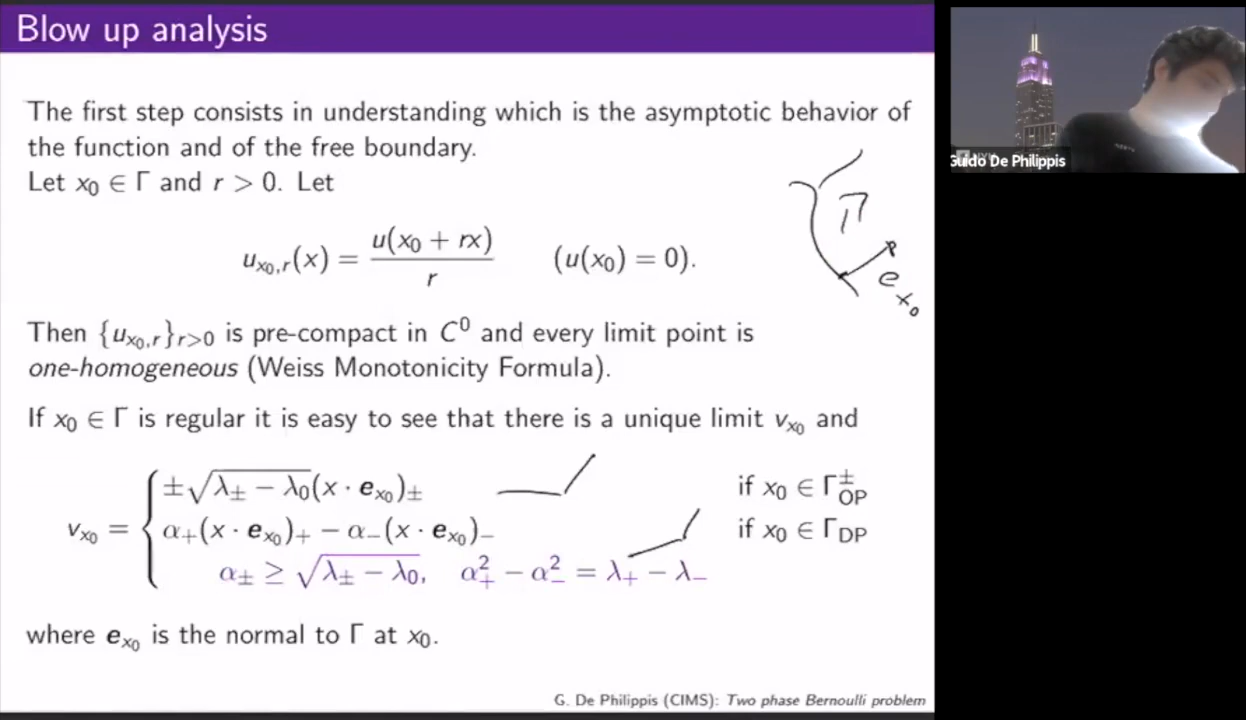 Blow up analysis
The first step consists in understanding which is the asymptotic behavior of
the function and of the free boundary.
Let x₀ ∈ Γ and r > 0. Let
u_{x₀,r}(x) = u(x₀ + rx) / r    (u(x₀) = 0).
Γ
e_{x₀}
Then {u_{x₀,r}}_{r>0} is pre-compact in C⁰ and every limit point is
one-homogeneous (Weiss Monotonicity Formula).
If x₀ ∈ Γ is regular it is easy to see that there is a unique limit v_{x₀} and
v_{x₀} = { ±√(λ± − λ₀)(x · e_{x₀})±    if x₀ ∈ Γ±_OP
α₊(x · e_{x₀})₊ − α₋(x · e_{x₀})₋    if x₀ ∈ Γ_DP
α± ≥ √(λ± − λ₀),   α₊² − α₋² = λ₊ − λ₋
where e_{x₀} is the normal to Γ at x₀.
G. De Philippis (CIMS): Two phase Bernoulli problem
Guido De Philippis